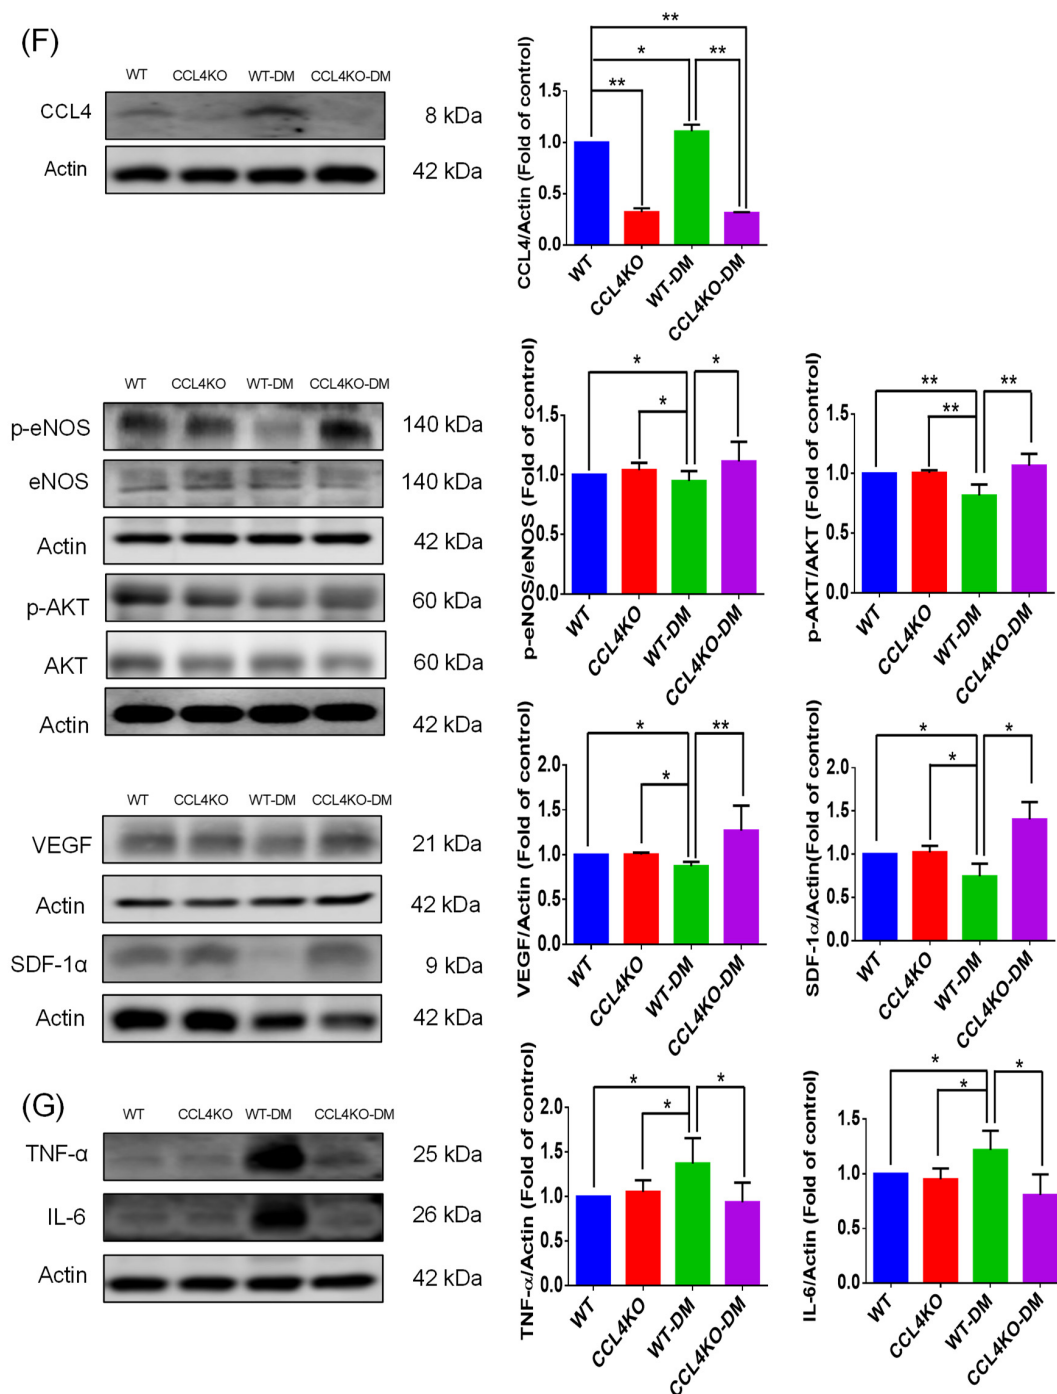 (F)
WT CCL4KO WT-DM CCL4KO-DM
CCL4 8 kDa
Actin 42 kDa
CCL4/Actin (Fold of control)
** * ** **
1.5
1.0
0.5
0.0
WT CCL4KO WT-DM CCL4KO-DM
WT CCL4KO WT-DM CCL4KO-DM
p-eNOS 140 kDa
eNOS 140 kDa
Actin 42 kDa
p-AKT 60 kDa
AKT 60 kDa
Actin 42 kDa
p-eNOS/eNOS (Fold of control)
* * *
1.5
1.0
0.5
0.0
WT CCL4KO WT-DM CCL4KO-DM
p-AKT/AKT (Fold of control)
** ** **
1.5
1.0
0.5
0.0
WT CCL4KO WT-DM CCL4KO-DM
WT CCL4KO WT-DM CCL4KO-DM
VEGF 21 kDa
Actin 42 kDa
SDF-1α 9 kDa
Actin 42 kDa
VEGF/Actin (Fold of control)
* ** *
2.0
1.5
1.0
0.5
0.0
WT CCL4KO WT-DM CCL4KO-DM
SDF-1α/Actin(Fold of control)
* * *
2.0
1.5
1.0
0.5
0.0
WT CCL4KO WT-DM CCL4KO-DM
(G)
WT CCL4KO WT-DM CCL4KO-DM
TNF-α 25 kDa
IL-6 26 kDa
Actin 42 kDa
TNF-α/Actin (Fold of control)
* * *
2.0
1.5
1.0
0.5
0.0
WT CCL4KO WT-DM CCL4KO-DM
IL-6/Actin (Fold of control)
* * *
1.5
1.0
0.5
0.0
WT CCL4KO WT-DM CCL4KO-DM